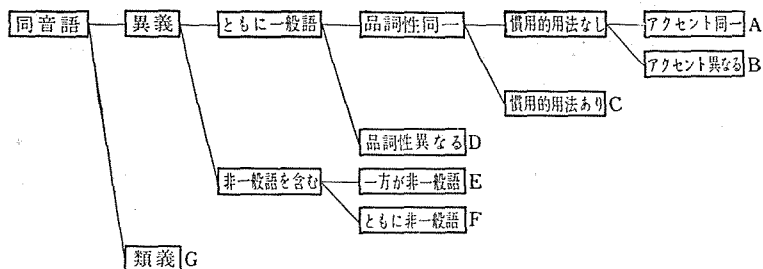 同音語 異義 ともに一般語 品詞性同一 慣用的用法なし アクセント同一 A
アクセント異なる B
慣用的用法あり C
品詞性異なる D
非一般語を含む 一方が非一般語 E
ともに非一般語 F
類義 G